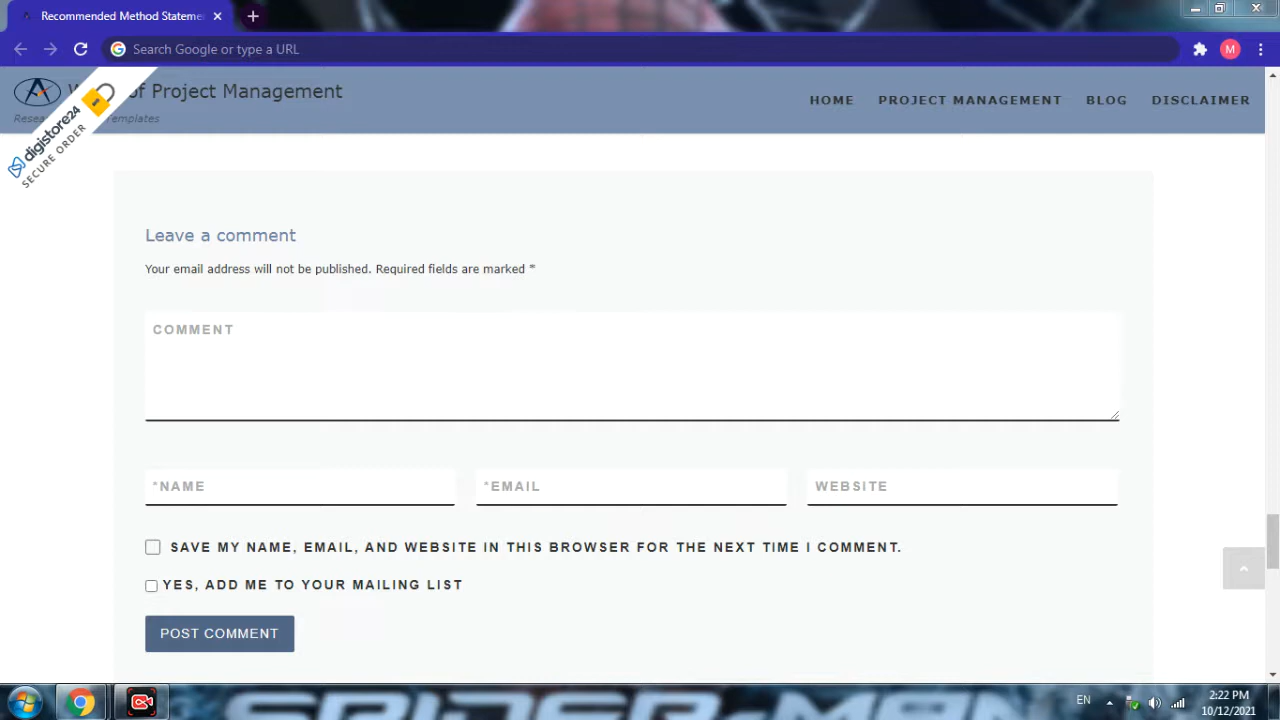 Recommended Method Stateme
Search Google or type a URL
M
of Project Management
Templates
digistore24
SECURE ORDER
HOME
PROJECT MANAGEMENT
BLOG
DISCLAIMER
Leave a comment
Your email address will not be published. Required fields are marked *
COMMENT
*NAME
*EMAIL
WEBSITE
SAVE MY NAME, EMAIL, AND WEBSITE IN THIS BROWSER FOR THE NEXT TIME I COMMENT.
YES, ADD ME TO YOUR MAILING LIST
POST COMMENT
SPIDER-MAN
EN
2:22 PM
10/12/2021